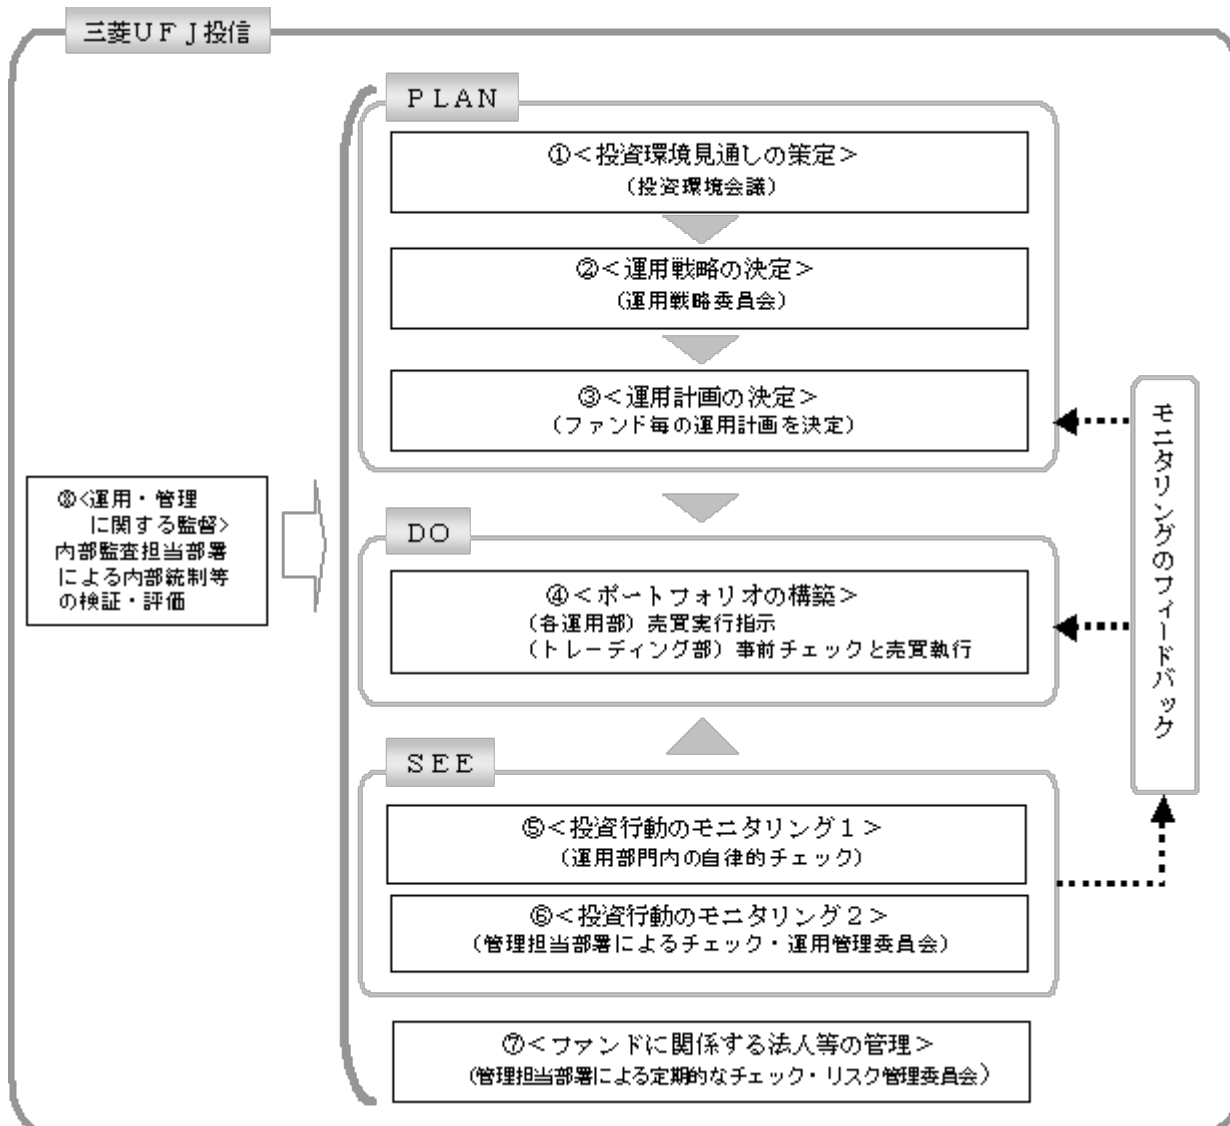 三菱UFJ投信
PLAN
①<投資環境見通しの策定>
(投資環境会議)
②<運用戦略の決定>
(運用戦略委員会)
③<運用計画の決定>
(ファンド毎の運用計画を決定)
DO
④<ポートフォリオの構築>
(各運用部)売買実行指示
(トレーディング部)事前チェックと売買執行
SEE
⑤<投資行動のモニタリング1>
(運用部門内の自律的チェック)
⑥<投資行動のモニタリング2>
(管理担当部署によるチェック・運用管理委員会)
⑦<ファンドに関係する法人等の管理>
(管理担当部署による定期的なチェック・リスク管理委員会)
⑧<運用・管理
に関する監督>
内部監査担当部署
による内部統制等
の検証・評価
モニタリングのフィードバック